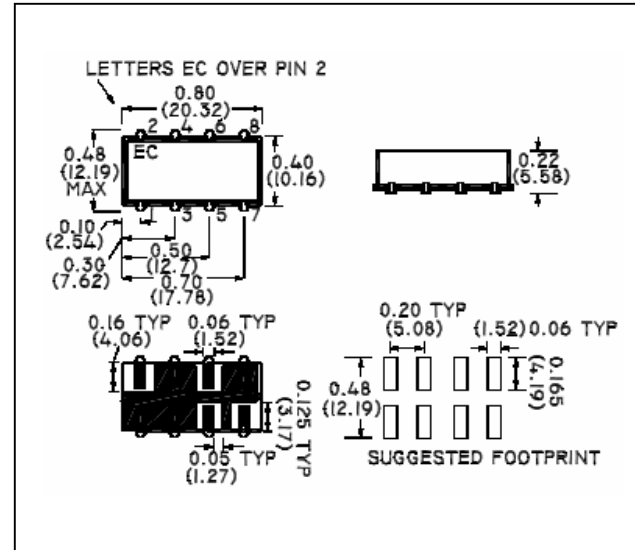 LETTERS EC OVER PIN 2
0.80
(20.32)
2 4 6 8
EC
0.48
(12.19)
MAX
0.40
(10.16)
0.22
(5.58)
3 5 7
0.10
(2.54)
0.50
(12.7)
0.30
(7.62)
0.70
(17.78)
0.16 TYP
(4.06)
0.06 TYP
(1.52)
0.125 TYP
(3.17)
0.05 TYP
(1.27)
0.20 TYP
(5.08)
(1.52) 0.06 TYP
0.165
(4.19)
0.48
(12.19)
SUGGESTED FOOTPRINT